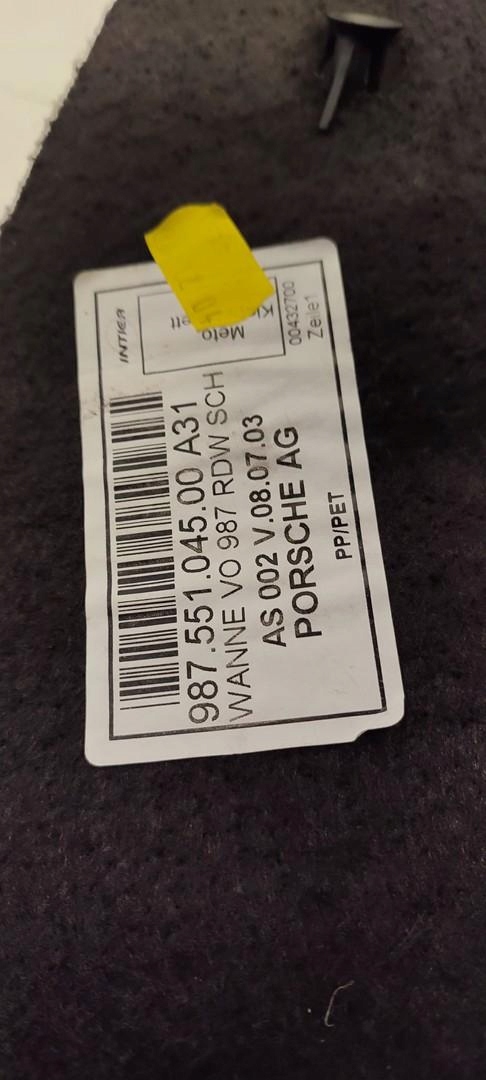 INTIER
Meto
00432700
Zeile1
987.551.045.00 A31
WANNE VO 987 RDW SCH
AS 002 V.08.07.03
PORSCHE AG
PP/PET